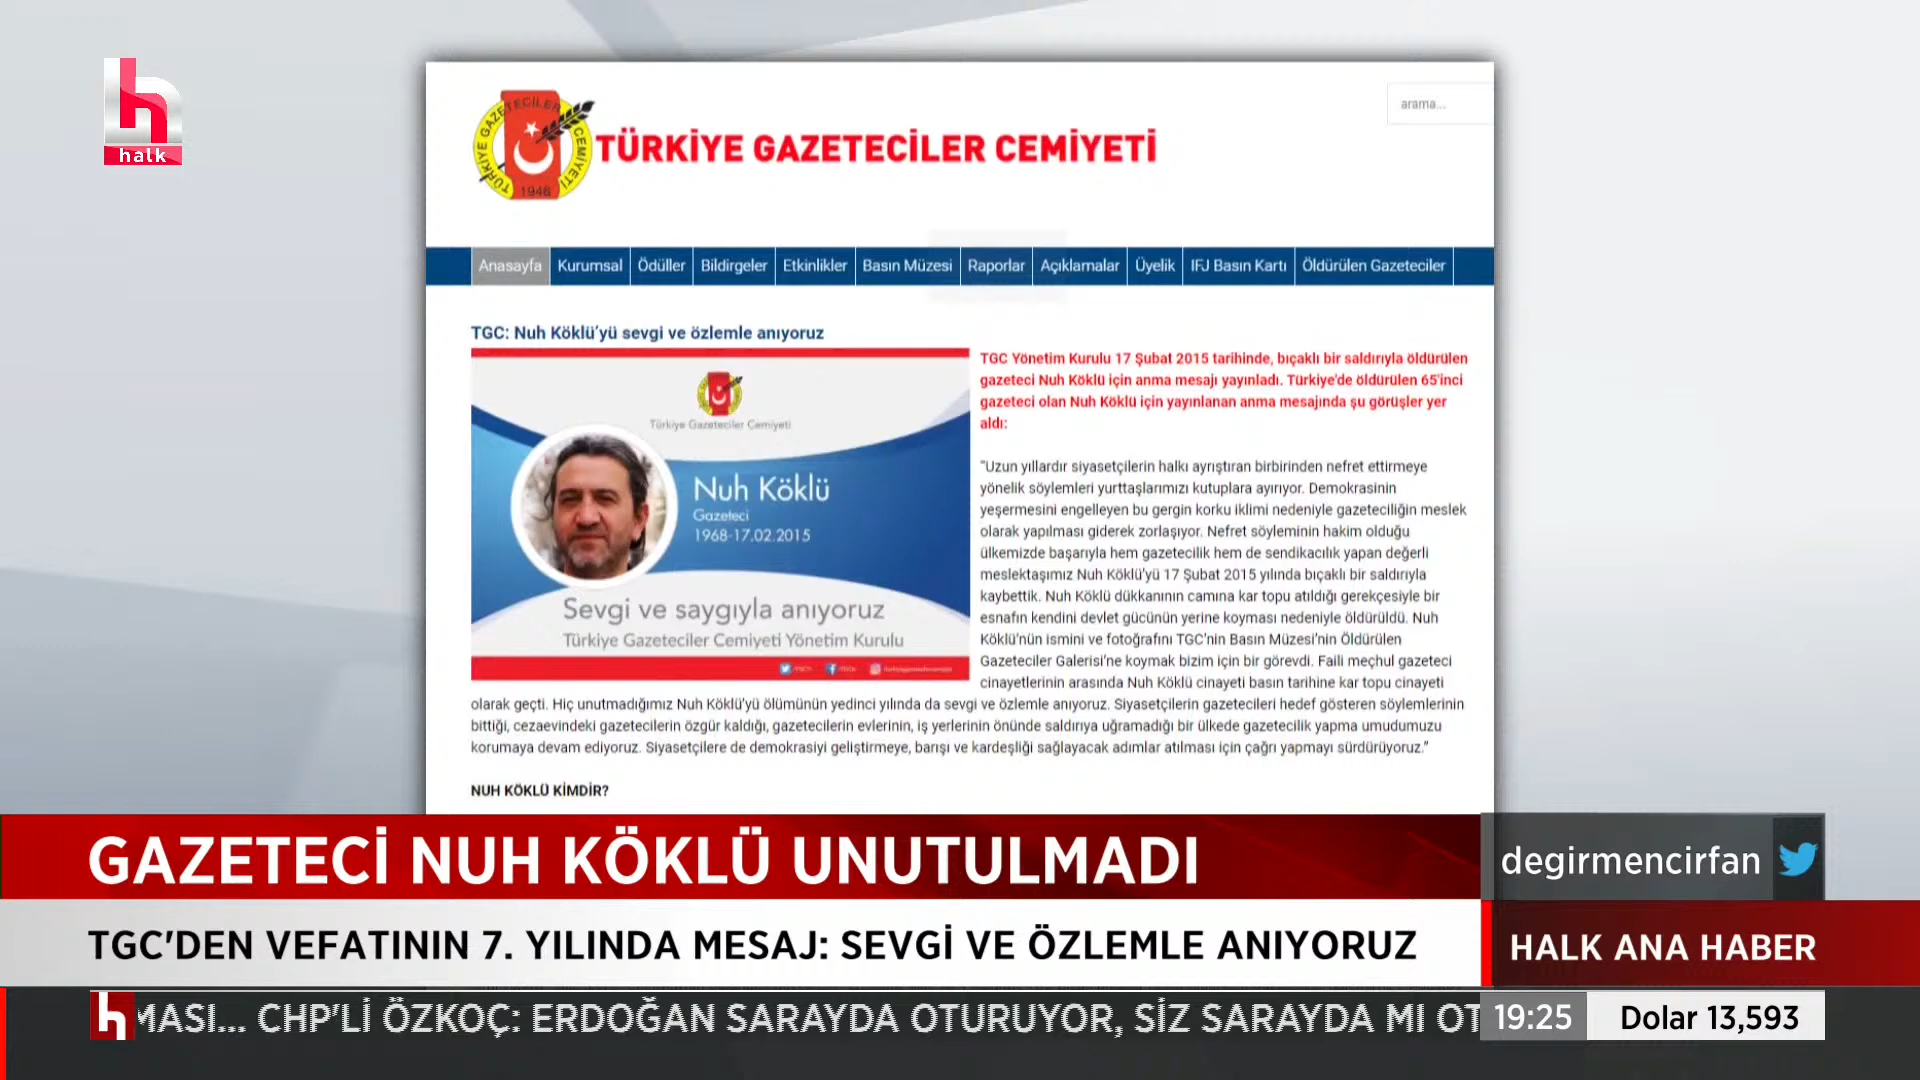 halk
TÜRKİYE GAZETECİLER CEMİYETİ
1946
TÜRKİYE GAZETECİLER CEMİYETİ
arama...
Anasayfa Kurumsal Ödüller Bildirgeler Etkinlikler Basın Müzesi Raporlar Açıklamalar Üyelik IFJ Basın Kartı Öldürülen Gazeteciler
TGC: Nuh Köklü’yü sevgi ve özlemle anıyoruz
Türkiye Gazeteciler Cemiyeti
Nuh Köklü
Gazeteci
1968-17.02.2015
Sevgi ve saygıyla anıyoruz
Türkiye Gazeteciler Cemiyeti Yönetim Kurulu
TGC Yönetim Kurulu 17 Şubat 2015 tarihinde, bıçaklı bir saldırıyla öldürülen
gazeteci Nuh Köklü için anma mesajı yayınladı. Türkiye'de öldürülen 65'inci
gazeteci olan Nuh Köklü için yayınlanan anma mesajında şu görüşler yer
aldı:
"Uzun yıllardır siyasetçilerin halkı ayrıştıran birbirinden nefret ettirmeye
yönelik söylemleri yurttaşlarımızı kutuplara ayırıyor. Demokrasinin
yeşermesini engelleyen bu gergin korku iklimi nedeniyle gazeteciliğin meslek
olarak yapılması giderek zorlaşıyor. Nefret söyleminin hakim olduğu
ülkemizde başarıyla hem gazetecilik hem de sendikacılık yapan değerli
meslektaşımız Nuh Köklü'yü 17 Şubat 2015 yılında bıçaklı bir saldırıyla
kaybettik. Nuh Köklü dükkanının camına kar topu atıldığı gerekçesiyle bir
esnafın kendini devlet gücünün yerine koyması nedeniyle öldürüldü. Nuh
Köklü'nün ismini ve fotoğrafını TGC'nin Basın Müzesi'nin Öldürülen
Gazeteciler Galerisi'ne koymak bizim için bir görevdi. Faili meçhul gazeteci
cinayetlerinin arasında Nuh Köklü cinayeti basın tarihine kar topu cinayeti
olarak geçti. Hiç unutmadığımız Nuh Köklü'yü ölümünün yedinci yılında da sevgi ve özlemle anıyoruz. Siyasetçilerin gazetecileri hedef gösteren söylemlerinin
bittiği, cezaevindeki gazetecilerin özgür kaldığı, gazetecilerin evlerinin, iş yerlerinin önünde saldırıya uğramadığı bir ülkede gazetecilik yapma umudumuzu
korumaya devam ediyoruz. Siyasetçilere de demokrasiyi geliştirmeye, barışı ve kardeşliği sağlayacak adımlar atılması için çağrı yapmayı sürdürüyoruz.”
NUH KÖKLÜ KİMDİR?
GAZETECİ NUH KÖKLÜ UNUTULMADI
degirmencirfan
TGC'DEN VEFATININ 7. YILINDA MESAJ: SEVGİ VE ÖZLEMLE ANIYORUZ
HALK ANA HABER
MASI... CHP'Lİ ÖZKOÇ: ERDOĞAN SARAYDA OTURUYOR, SİZ SARAYDA MI OT
19:25
Dolar 13,593